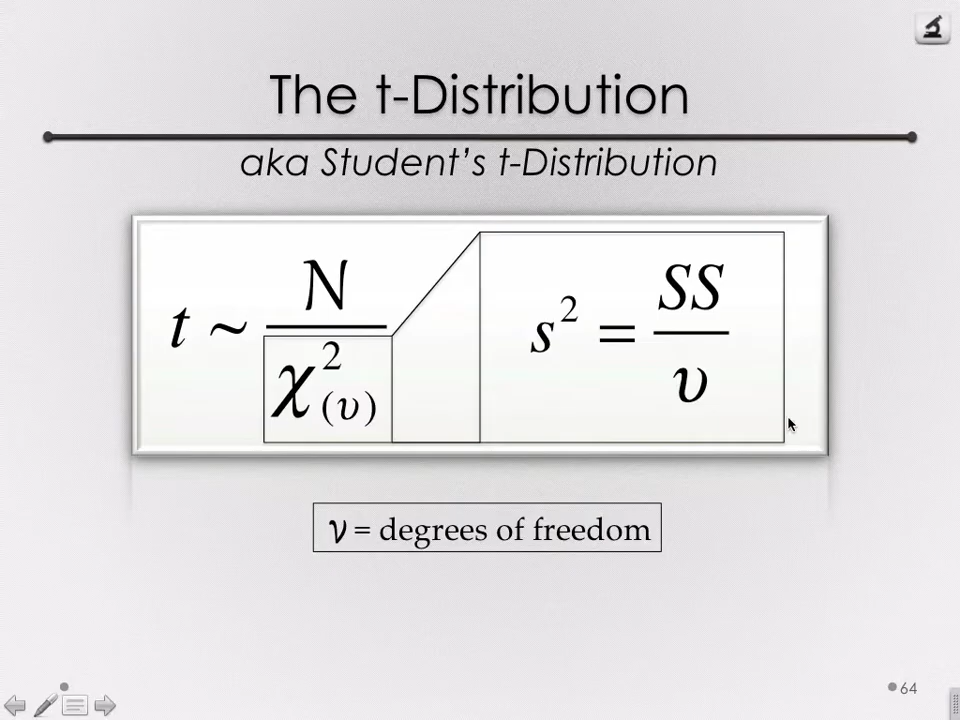 The t-Distribution
aka Student's t-Distribution
t ~ N / χ²(υ)
s² = SS / υ
ν = degrees of freedom
64